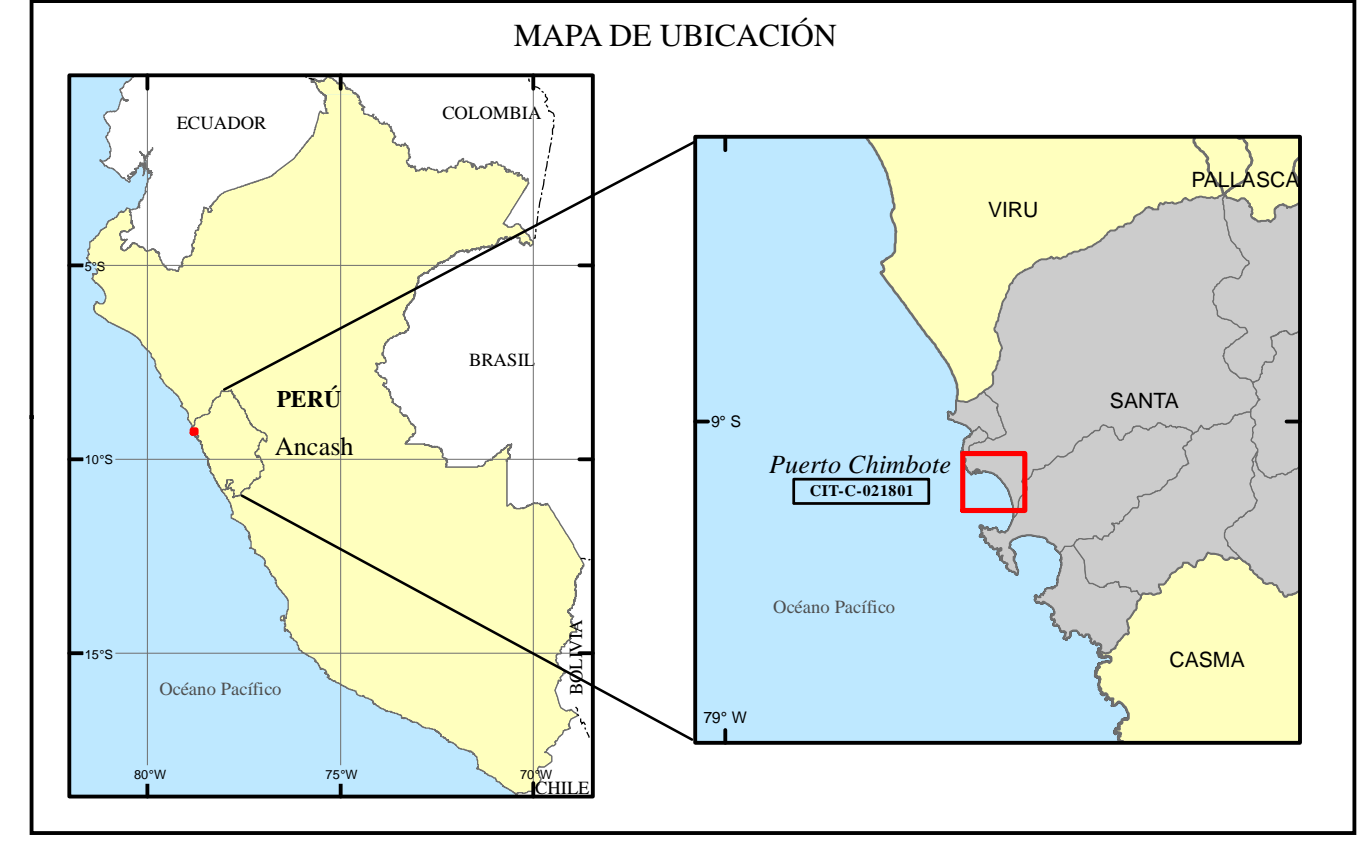 MAPA DE UBICACIÓN
ECUADOR
COLOMBIA
5°S
BRASIL
PERÚ
Ancash
10°S
15°S
BOLIVIA
Océano Pacífico
80°W
75°W
70°W
CHILE
PALLASCA
VIRU
SANTA
9° S
Puerto Chimbote
CIT-C-021801
Océano Pacífico
CASMA
79° W